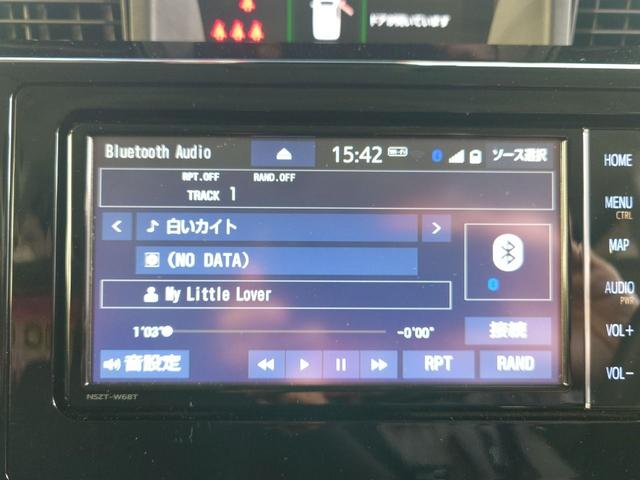 ドアが開いています
Bluetooth Audio
15:42
Wi-Fi
ソース選択
RPT.OFF RAND.OFF
TRACK 1
白いカイト
(NO DATA)
My Little Lover
1'03 -0'00"
接続
音設定
RPT
RAND
NSZT-W68T
HOME
MENU
CTRL
MAP
AUDIO
PWR
VOL+
VOL-